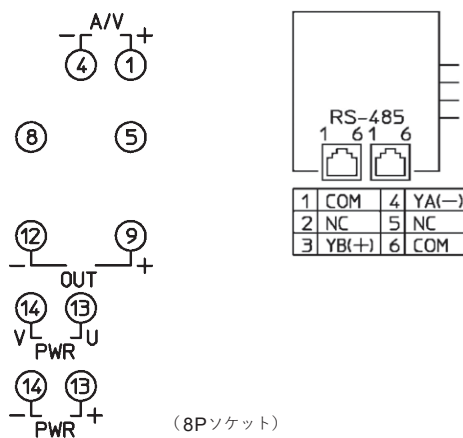 A/V
- +
4 1
8 5
12 9
- OUT +
14 13
V PWR U
14 13
- PWR +
(8Pソケット)
RS-485
1 6 1 6
1 COM 4 YA(-)
2 NC 5 NC
3 YB(+) 6 COM